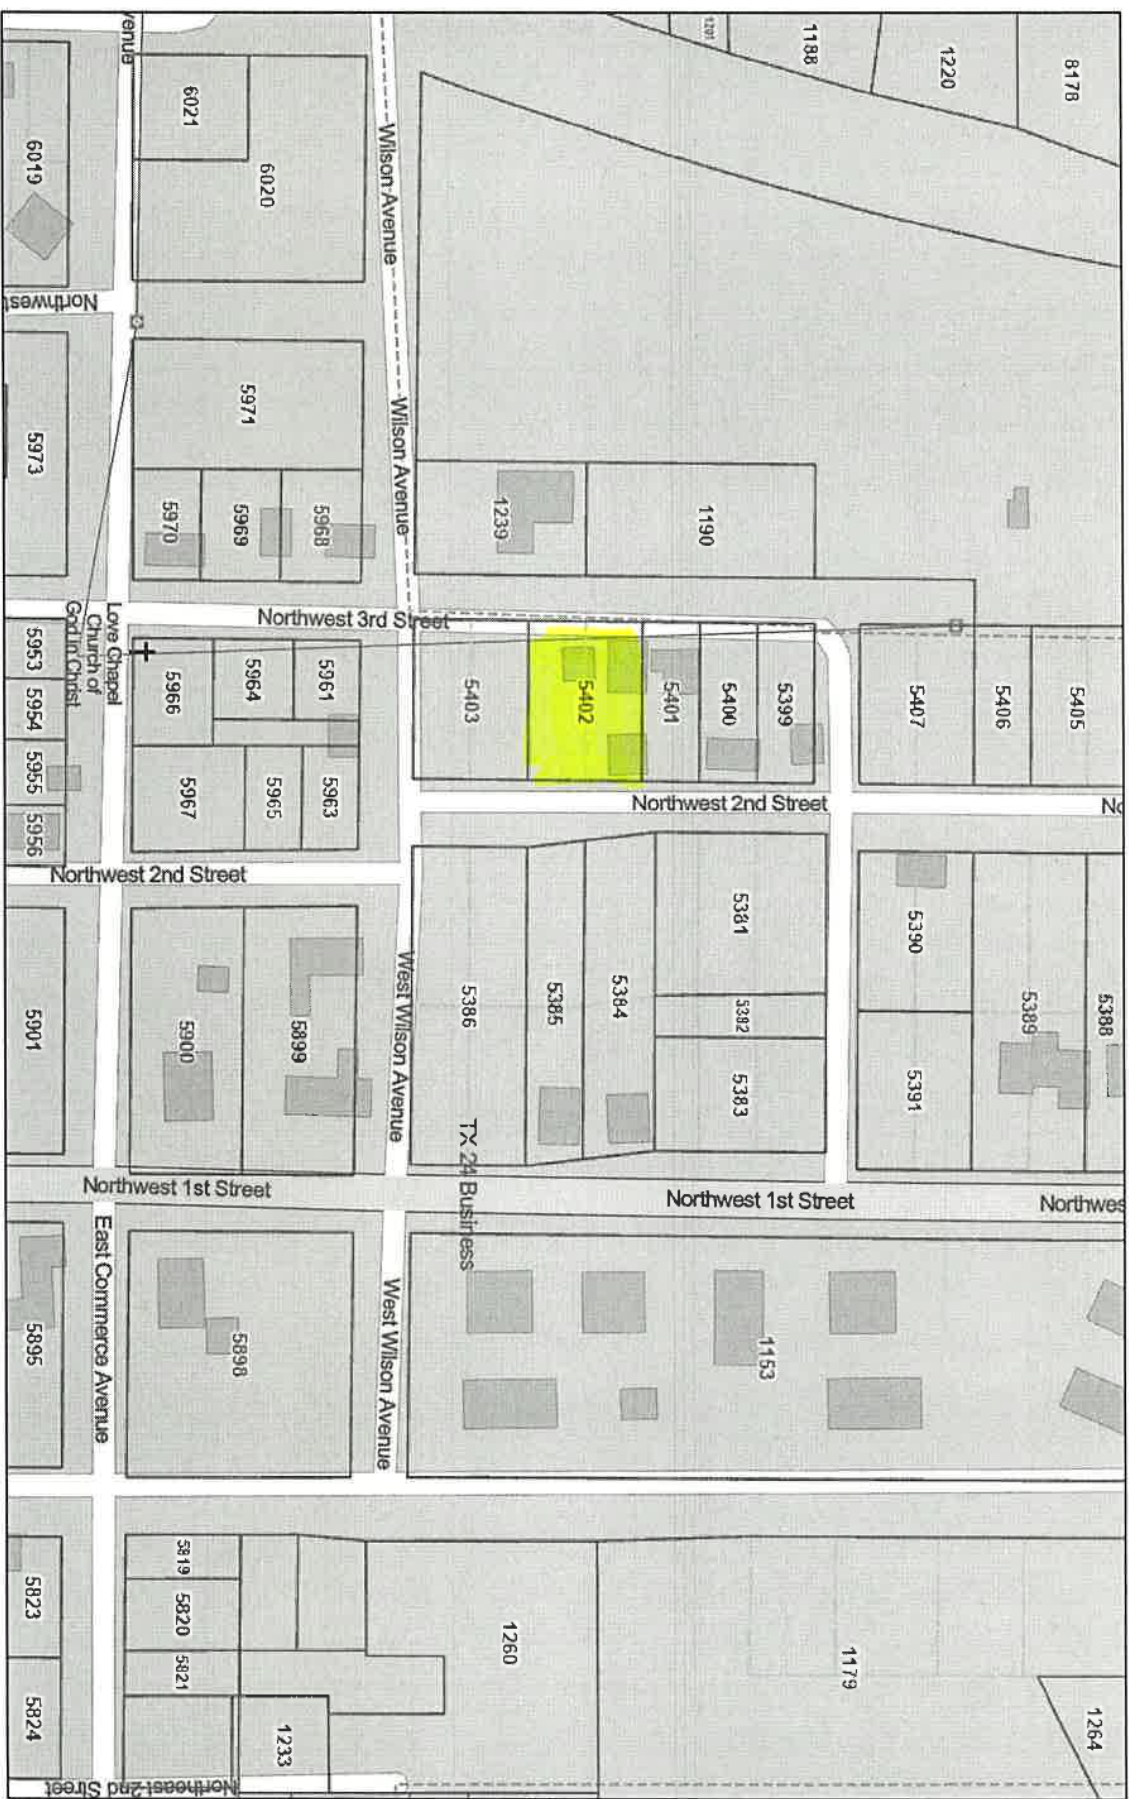 8178
1220
1188
1201
venue
6021
6020
6019
Wilson Avenue
Northwest
5971
5973
Wilson Avenue
5968
5969
5970
1239
1190
Northwest 3rd Street
Love Chapel
Church of
God in Christ
5953
5954
5955
5956
5961
5964
5966
5963
5965
5967
5403
5402
5401
5400
5399
5407
5406
5405
Northwest 2nd Street
No
Northwest 2nd Street
5381
5382
5383
5384
5385
5386
5390
5391
5389
5388
5899
5900
5901
West Wilson Avenue
TX 24 Business
Northwest 1st Street
Northwest 1st Street
Northwes
East Commerce Avenue
West Wilson Avenue
5895
5898
1153
5819
5820
5821
5823
5824
1233
1260
1179
1264
Northeast 2nd
Street